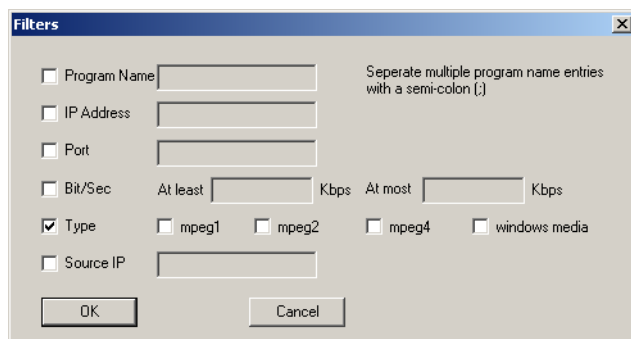 Filters
Program Name
Seperate multiple program name entries
with a semi-colon (;)
IP Address
Port
Bit/Sec At least Kbps At most Kbps
Type mpeg1 mpeg2 mpeg4 windows media
Source IP
OK Cancel